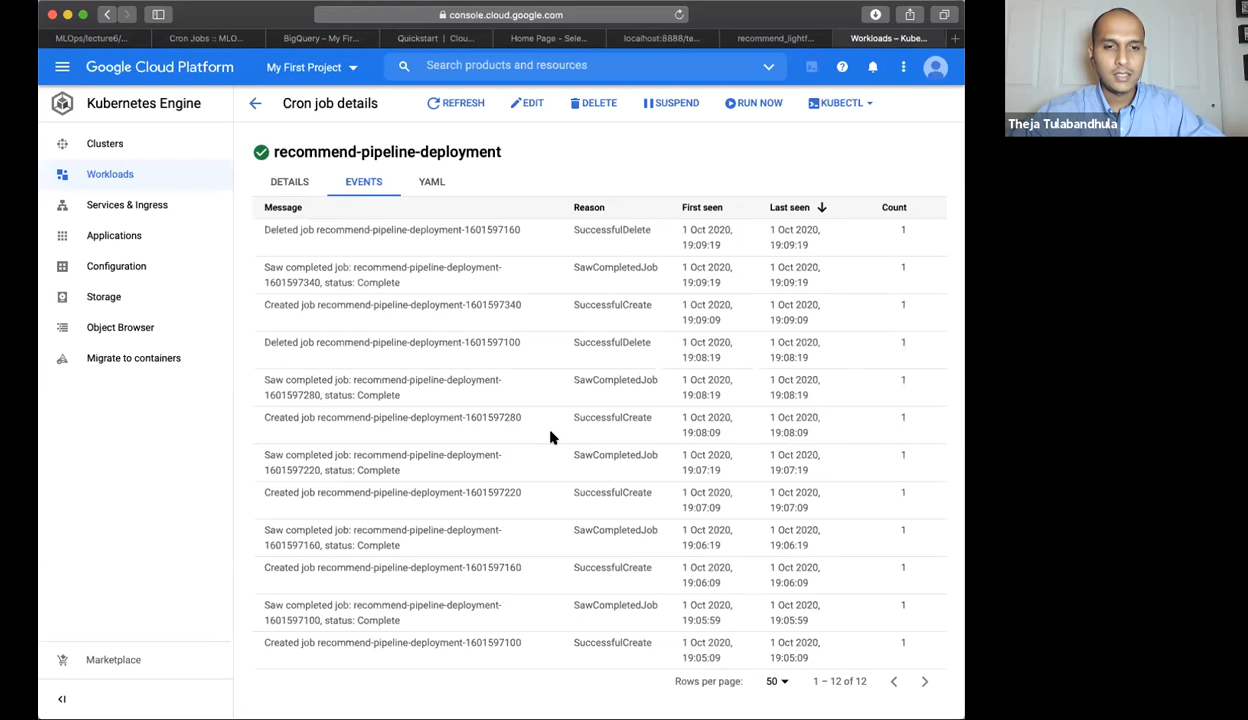 console.cloud.google.com
MLOps/lecture6/... Cron Jobs :: MLO... BigQuery – My Fir... Quickstart | Clou... Home Page – Sele... localhost:8888/te... recommend_lightf... Workloads – Kube...
Google Cloud Platform My First Project Search products and resources
Theja Tulabandhula
Kubernetes Engine Cron job details REFRESH EDIT DELETE SUSPEND RUN NOW KUBECTL
Clusters
Workloads
Services & Ingress
Applications
Configuration
Storage
Object Browser
Migrate to containers
Marketplace
recommend-pipeline-deployment
DETAILS EVENTS YAML
Message Reason First seen Last seen Count
Deleted job recommend-pipeline-deployment-1601597160 SuccessfulDelete 1 Oct 2020, 1 Oct 2020, 1
19:09:19 19:09:19
Saw completed job: recommend-pipeline-deployment- SawCompletedJob 1 Oct 2020, 1 Oct 2020, 1
1601597340, status: Complete 19:09:19 19:09:19
Created job recommend-pipeline-deployment-1601597340 SuccessfulCreate 1 Oct 2020, 1 Oct 2020, 1
19:09:09 19:09:09
Deleted job recommend-pipeline-deployment-1601597100 SuccessfulDelete 1 Oct 2020, 1 Oct 2020, 1
19:08:19 19:08:19
Saw completed job: recommend-pipeline-deployment- SawCompletedJob 1 Oct 2020, 1 Oct 2020, 1
1601597280, status: Complete 19:08:19 19:08:19
Created job recommend-pipeline-deployment-1601597280 SuccessfulCreate 1 Oct 2020, 1 Oct 2020, 1
19:08:09 19:08:09
Saw completed job: recommend-pipeline-deployment- SawCompletedJob 1 Oct 2020, 1 Oct 2020, 1
1601597220, status: Complete 19:07:19 19:07:19
Created job recommend-pipeline-deployment-1601597220 SuccessfulCreate 1 Oct 2020, 1 Oct 2020, 1
19:07:09 19:07:09
Saw completed job: recommend-pipeline-deployment- SawCompletedJob 1 Oct 2020, 1 Oct 2020, 1
1601597160, status: Complete 19:06:19 19:06:19
Created job recommend-pipeline-deployment-1601597160 SuccessfulCreate 1 Oct 2020, 1 Oct 2020, 1
19:06:09 19:06:09
Saw completed job: recommend-pipeline-deployment- SawCompletedJob 1 Oct 2020, 1 Oct 2020, 1
1601597100, status: Complete 19:05:59 19:05:59
Created job recommend-pipeline-deployment-1601597100 SuccessfulCreate 1 Oct 2020, 1 Oct 2020, 1
19:05:09 19:05:09
Rows per page: 50 1 – 12 of 12